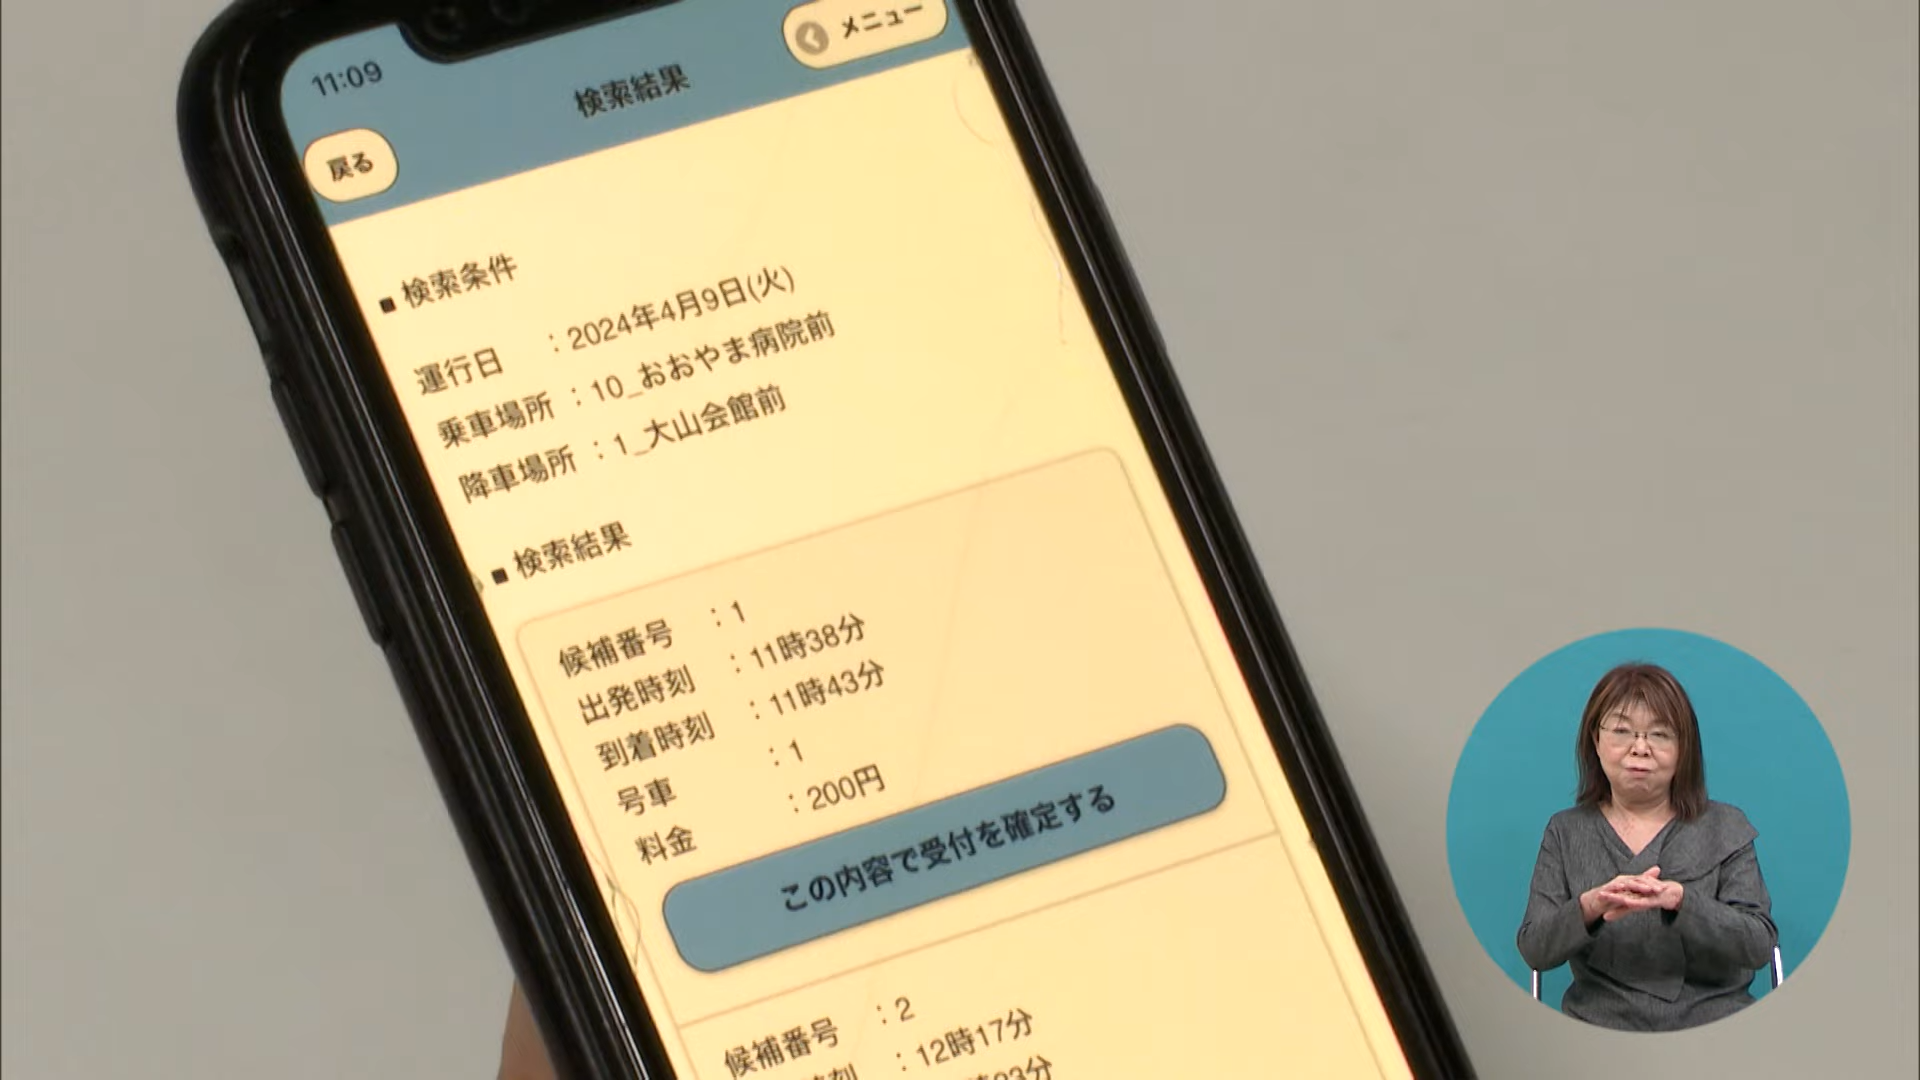 11:09
メニュー
検索結果
戻る
■ 検索条件
運行日 : 2024年4月9日(火)
乗車場所 : 10_おおやま病院前
降車場所 : 1_大山会館前
■ 検索結果
候補番号 : 1
出発時刻 : 11時38分
到着時刻 : 11時43分
号車 : 1
料金 : 200円
この内容で受付を確定する
候補番号 : 2
時刻 : 12時17分